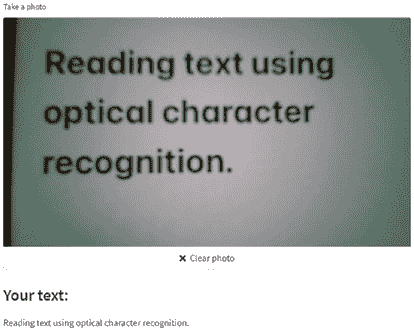 Take a photo
Reading text using
optical character
recognition.
✖ Clear photo
Your text:
Reading text using optical character recognition.